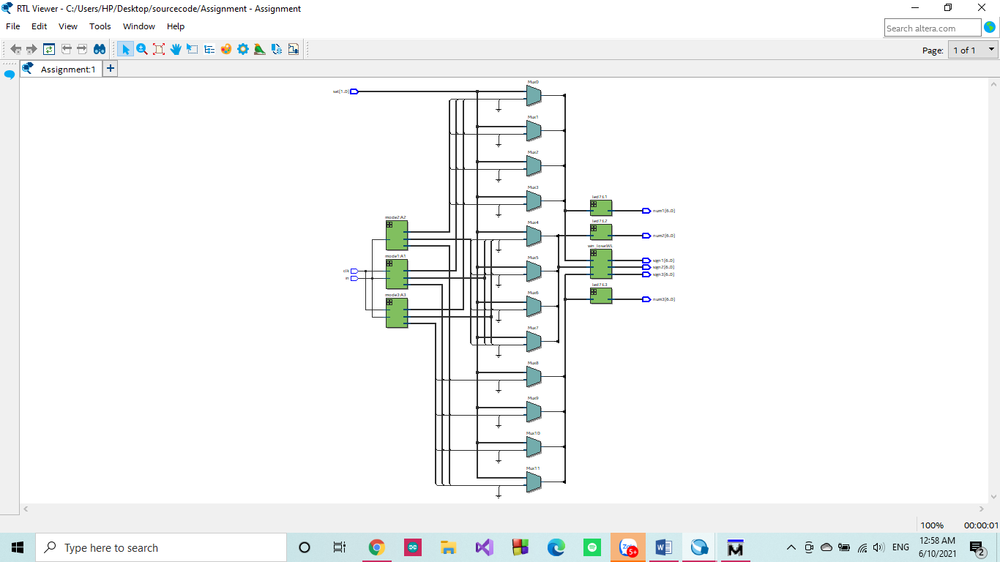 RTL Viewer - C:/Users/HP/Desktop/sourcecode/Assignment - Assignment
File Edit View Tools Window Help
Search altera.com
Page: 1 of 1
Assignment:1
Mux0
sel[1..0]
Mux1
Mux2
Mux3
led7:L1
num1[6..0]
mode2:A2
Mux4
led7:L2
num2[6..0]
win_lose:WL
mode1:A1
Mux5
sign1[6..0]
sign2[6..0]
sign3[6..0]
clk
in
led7:L3
mode3:A3
Mux6
num3[6..0]
Mux7
Mux8
Mux9
Mux10
Mux11
100% 00:00:01
Type here to search
5+
ENG
12:58 AM
6/10/2021
2